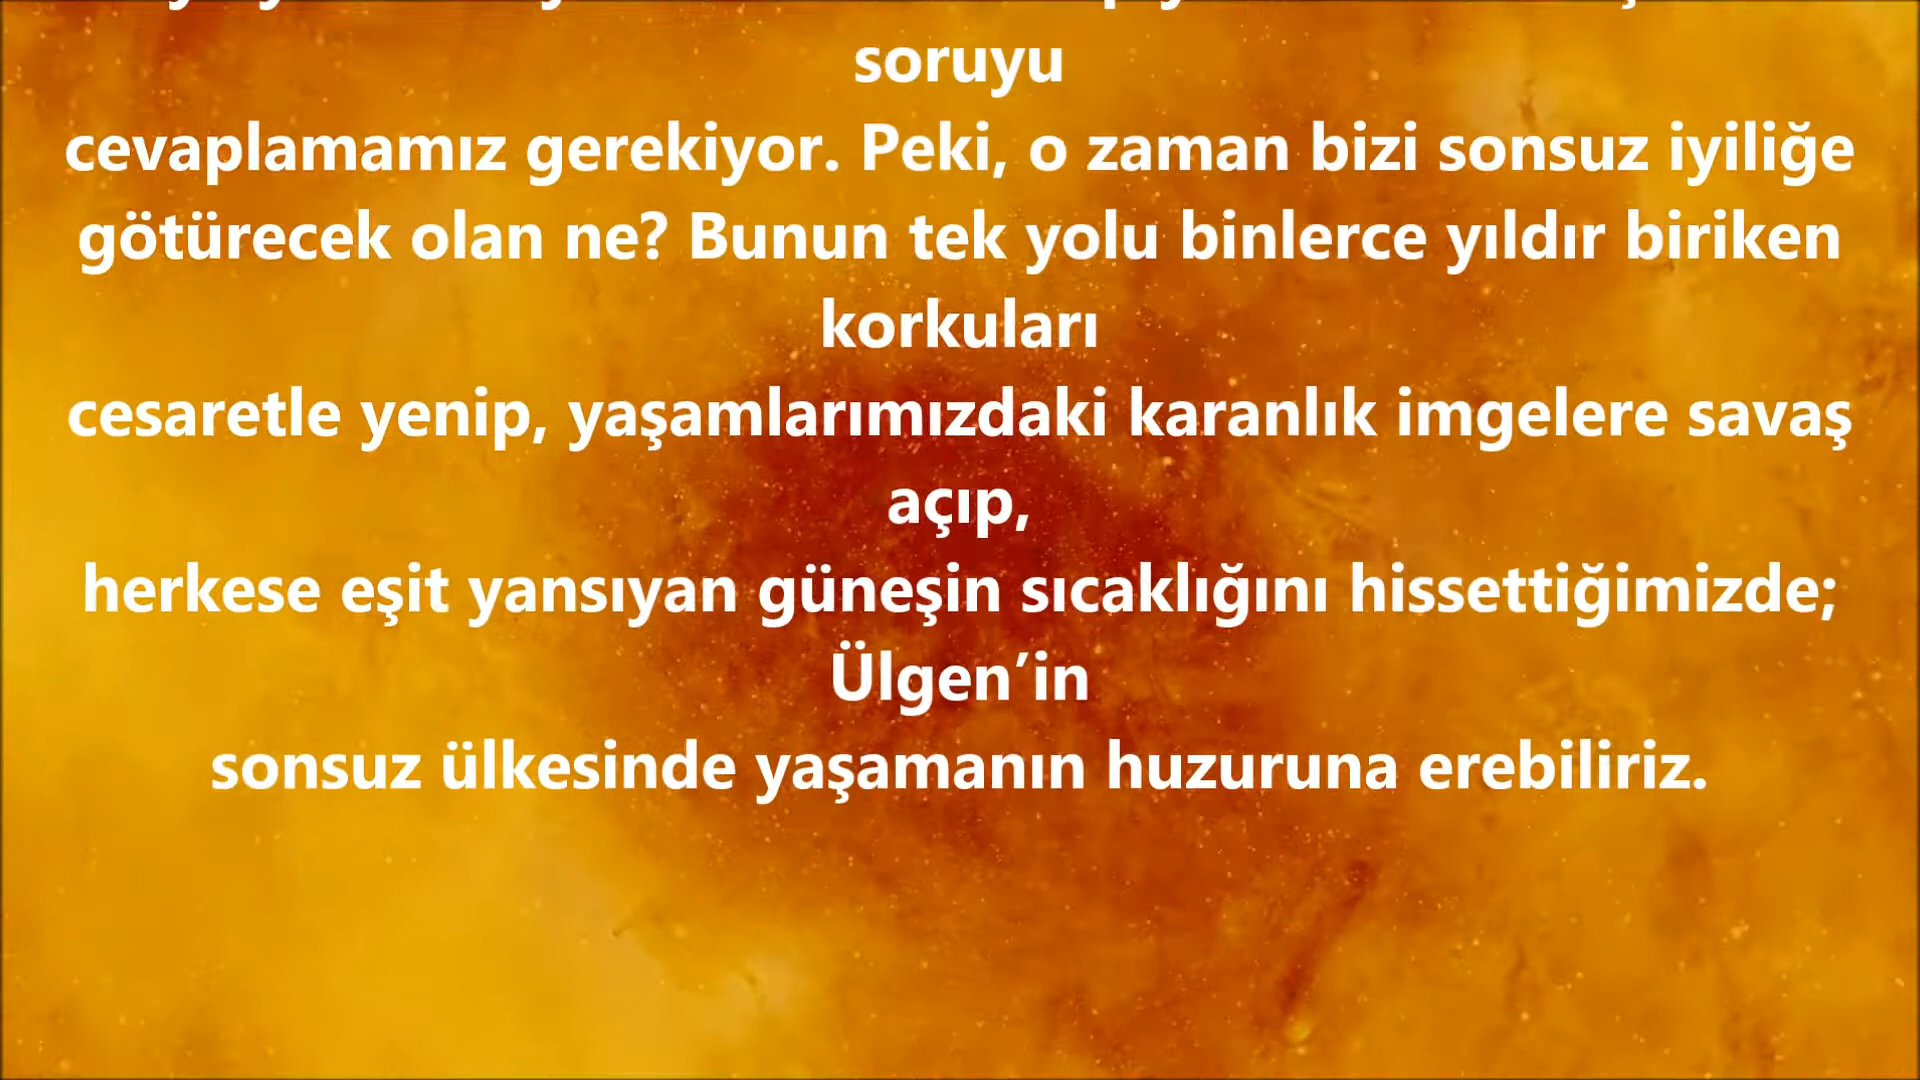 soruyu
cevaplamamız gerekiyor. Peki, o zaman bizi sonsuz iyiliğe
götürecek olan ne? Bunun tek yolu binlerce yıldır biriken
korkuları
cesaretle yenip, yaşamlarımızdaki karanlık imgelere savaş
açıp,
herkese eşit yansıyan güneşin sıcaklığını hissettiğimizde;
Ülgen’in
sonsuz ülkesinde yaşamanın huzuruna erebiliriz.